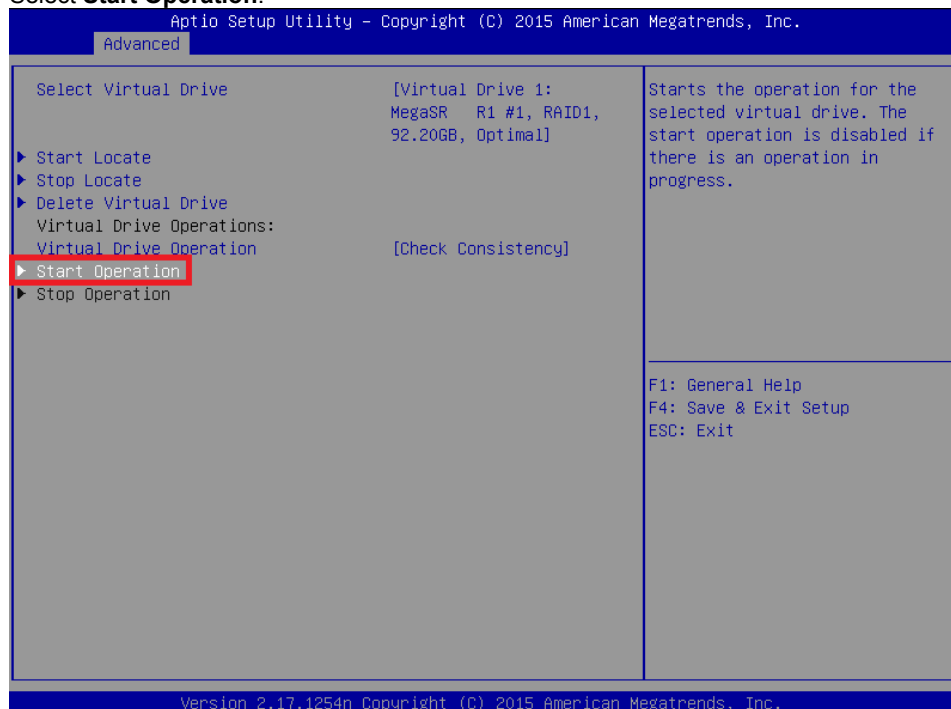 Select Start Operation.
Aptio Setup Utility – Copyright (C) 2015 American Megatrends, Inc.
Advanced
Select Virtual Drive [Virtual Drive 1:
MegaSR R1 #1, RAID1,
92.20GB, Optimal]
Start Locate
Stop Locate
Delete Virtual Drive
Virtual Drive Operations:
Virtual Drive Operation [Check Consistency]
Start Operation
Stop Operation
Starts the operation for the
selected virtual drive. The
start operation is disabled if
there is an operation in
progress.
F1: General Help
F4: Save & Exit Setup
ESC: Exit
Version 2.17.1254n Copyright (C) 2015 American Megatrends, Inc.